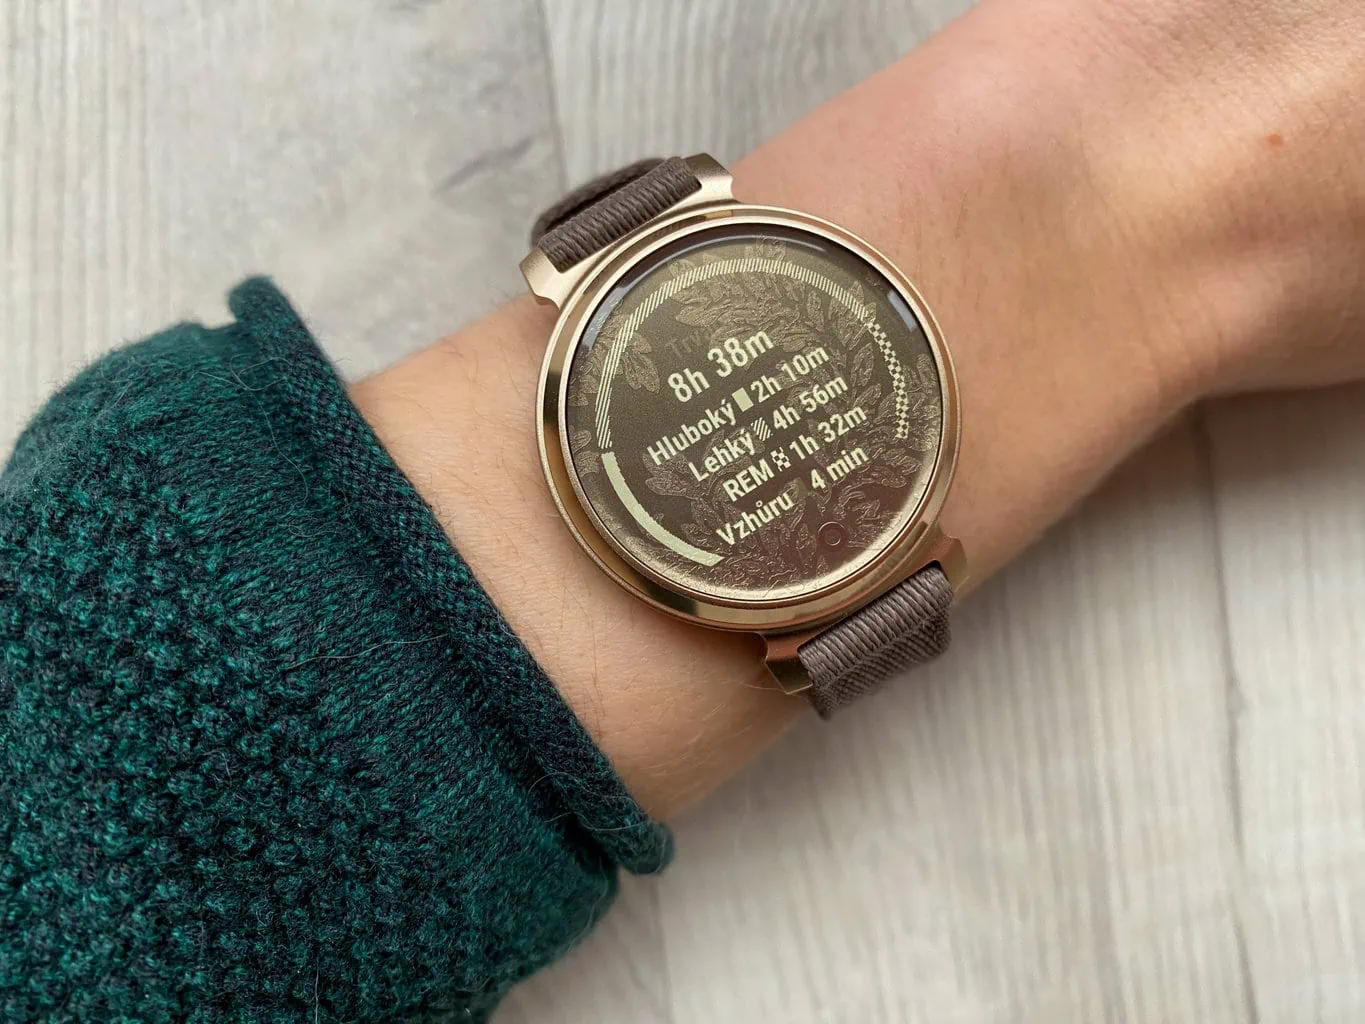 8h 38m
Hluboký 2h 10m
Lehký 4h 56m
REM 1h 32m
Vzhůru 4 min